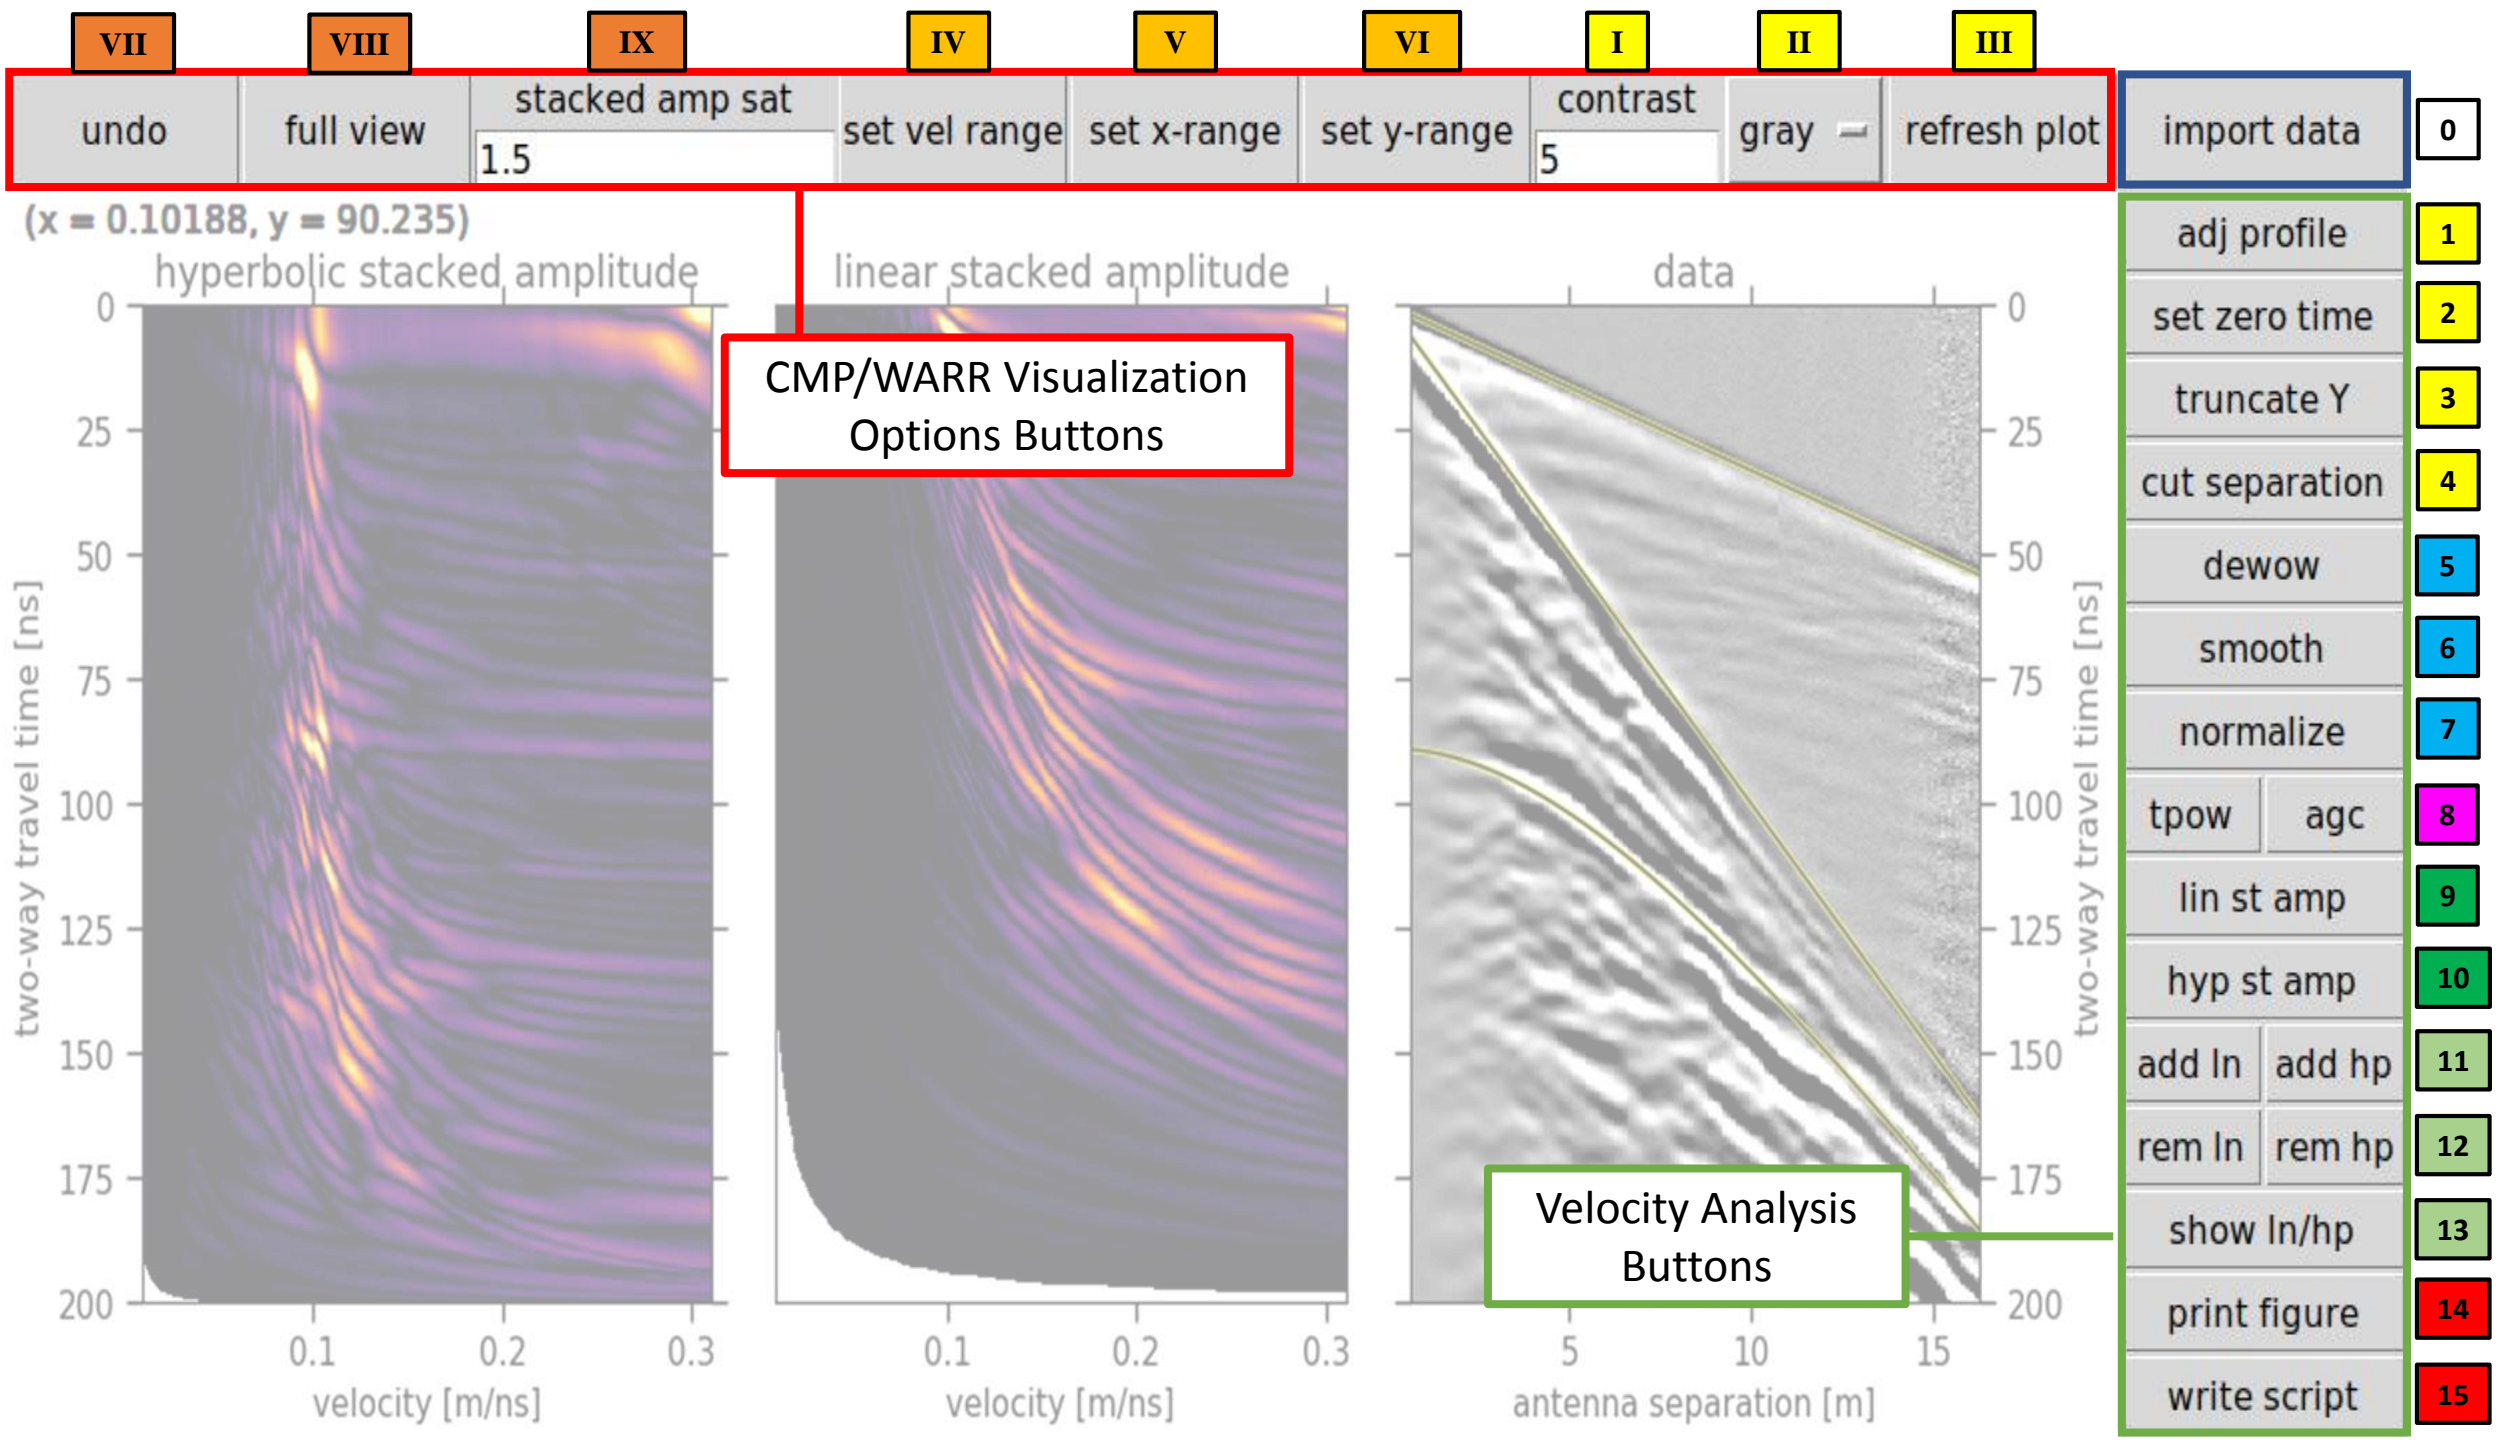 VII VIII IX IV V VI I II III
undo full view stacked amp sat 1.5 set vel range set x-range set y-range contrast 5 gray refresh plot import data 0
(x = 0.10188, y = 90.235)
hyperbolic stacked amplitude
linear stacked amplitude
data
CMP/WARR Visualization
Options Buttons
two-way travel time [ns]
0
25
50
75
100
125
150
175
200
0.1 0.2 0.3
velocity [m/ns]
0.1 0.2 0.3
velocity [m/ns]
0
25
50
75
100
125
150
175
200
two-way travel time [ns]
5 10 15
antenna separation [m]
Velocity Analysis
Buttons
adj profile 1
set zero time 2
truncate Y 3
cut separation 4
dewow 5
smooth 6
normalize 7
tpow agc 8
lin st amp 9
hyp st amp 10
add ln add hp 11
rem ln rem hp 12
show ln/hp 13
print figure 14
write script 15